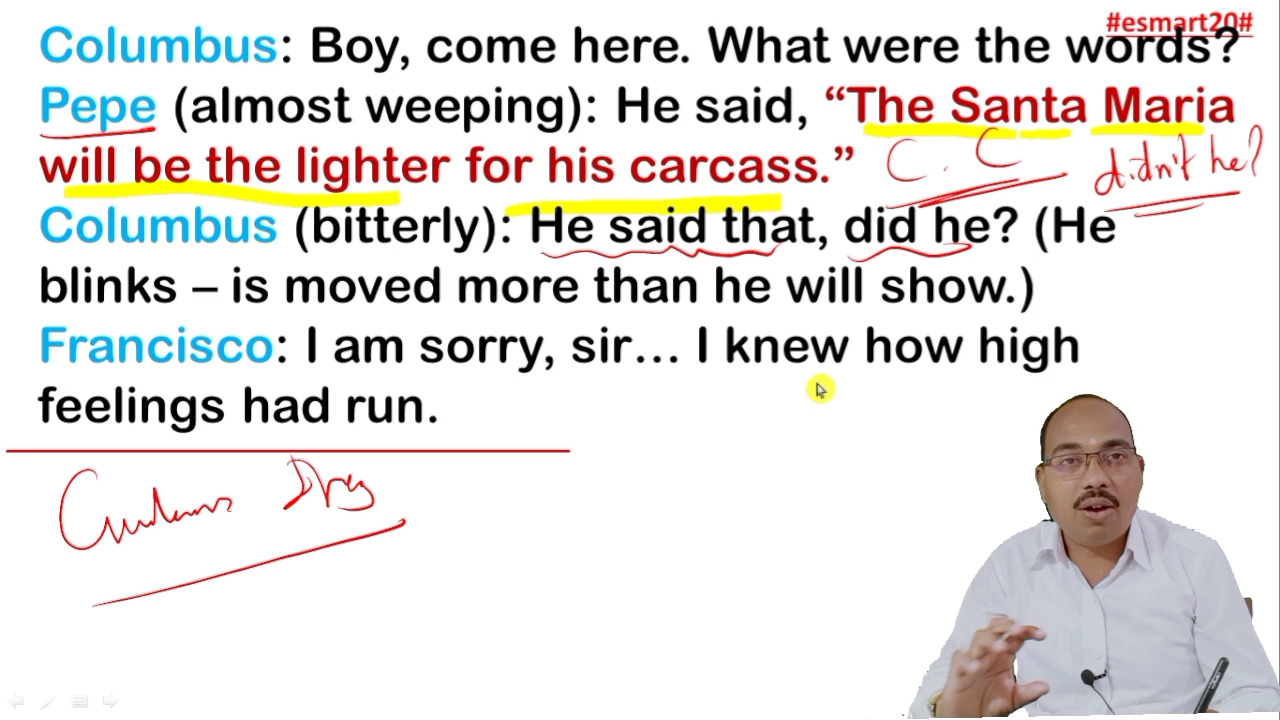 #esmart20#
Columbus: Boy, come here. What were the words?
Pepe (almost weeping): He said, “The Santa Maria
will be the lighter for his carcass.”
C. C
didn't he?
Columbus (bitterly): He said that, did he? (He
blinks – is moved more than he will show.)
Francisco: I am sorry, sir… I knew how high
feelings had run.